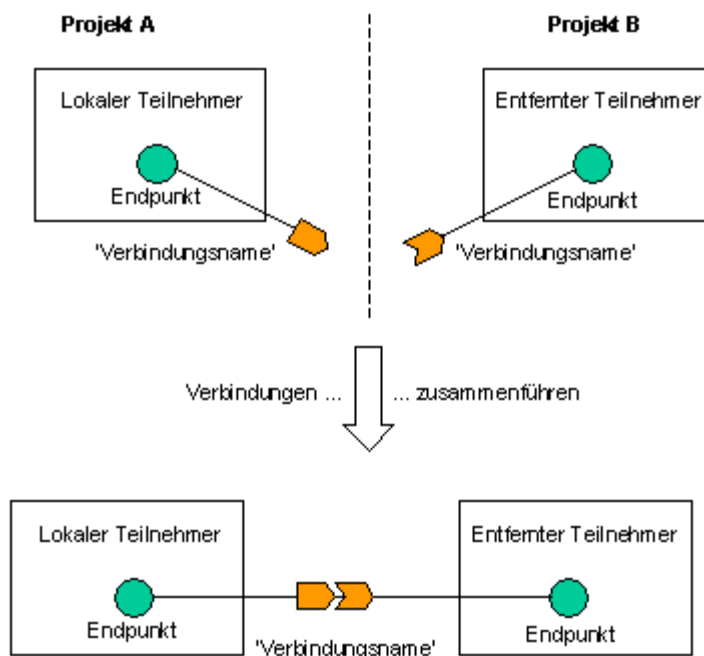 Projekt A
Projekt B
Lokaler Teilnehmer
Endpunkt
'Verbindungsname'
Entfernter Teilnehmer
Endpunkt
'Verbindungsname'
Verbindungen ... ... zusammenführen
Lokaler Teilnehmer
Endpunkt
Entfernter Teilnehmer
Endpunkt
'Verbindungsname'